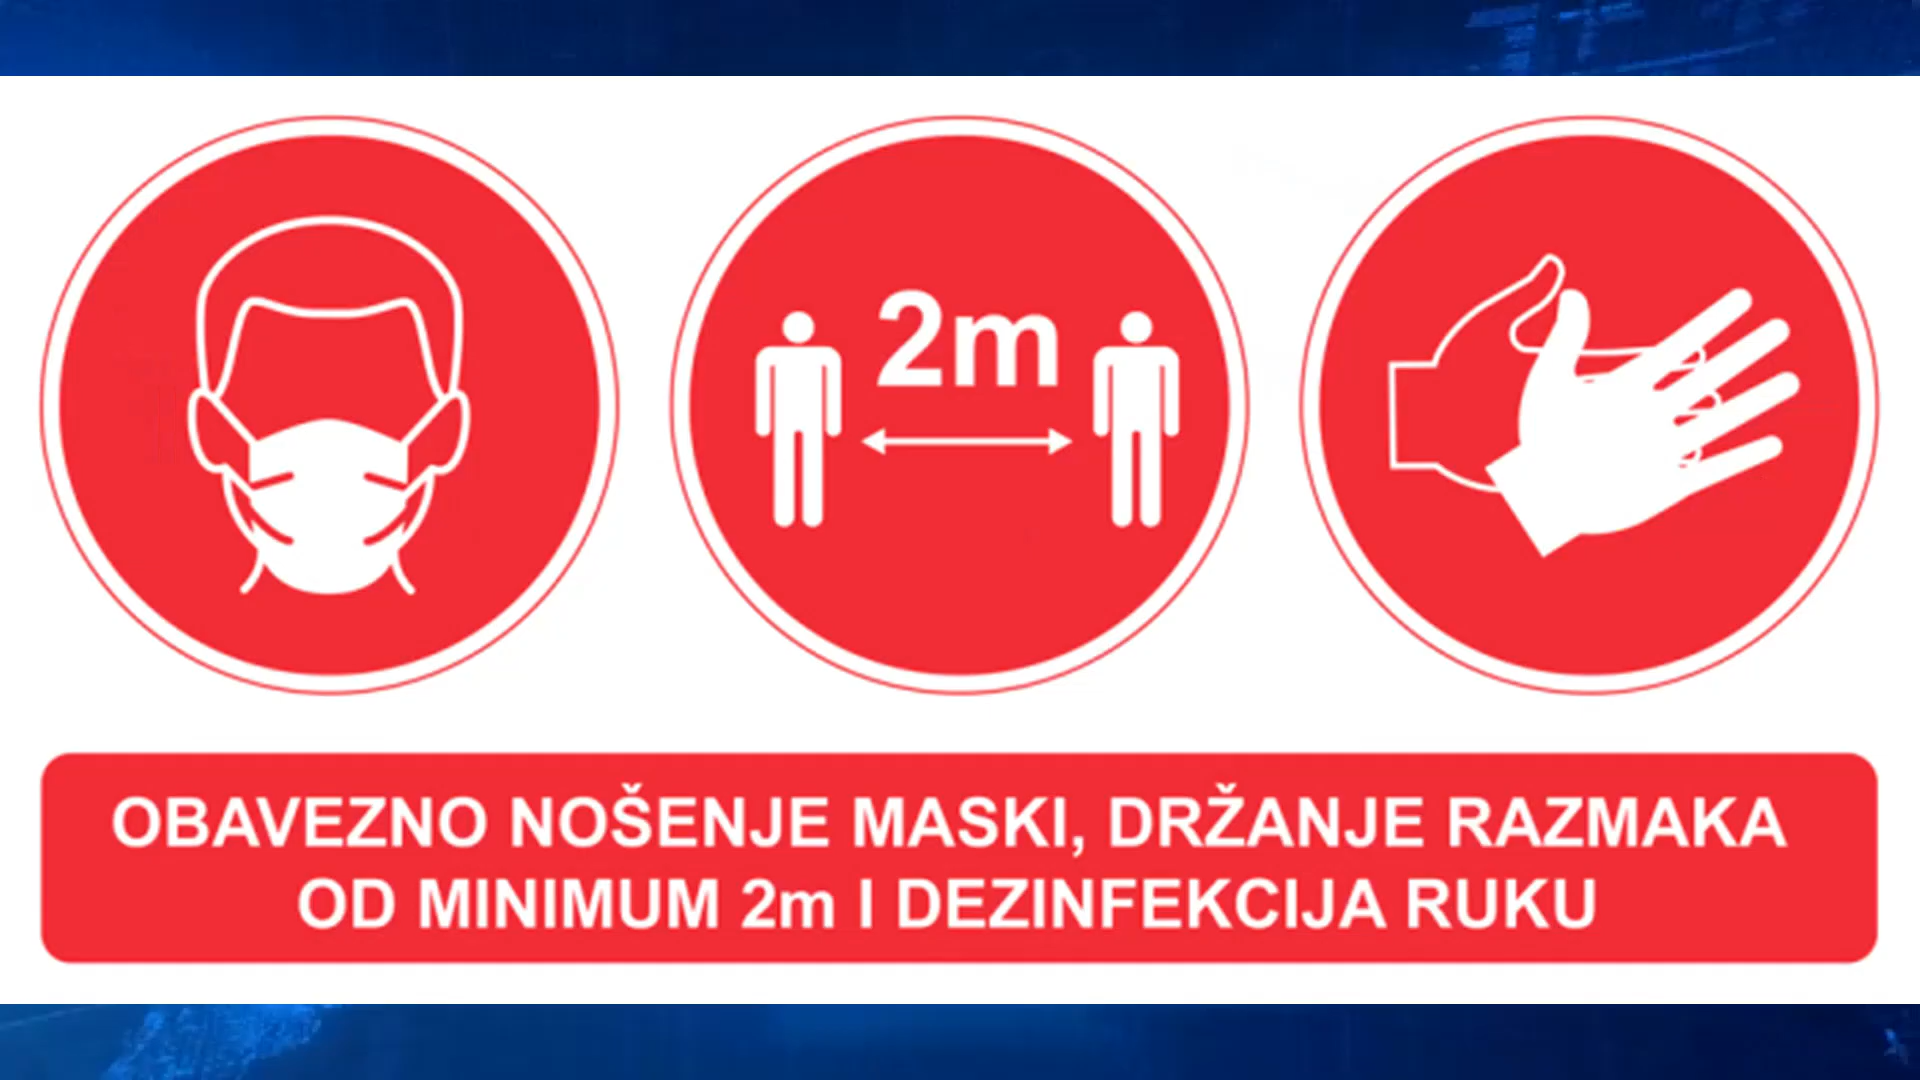 2m
OBAVEZNO NOŠENJE MASKI, DRŽANJE RAZMAKA
OD MINIMUM 2m I DEZINFEKCIJA RUKU